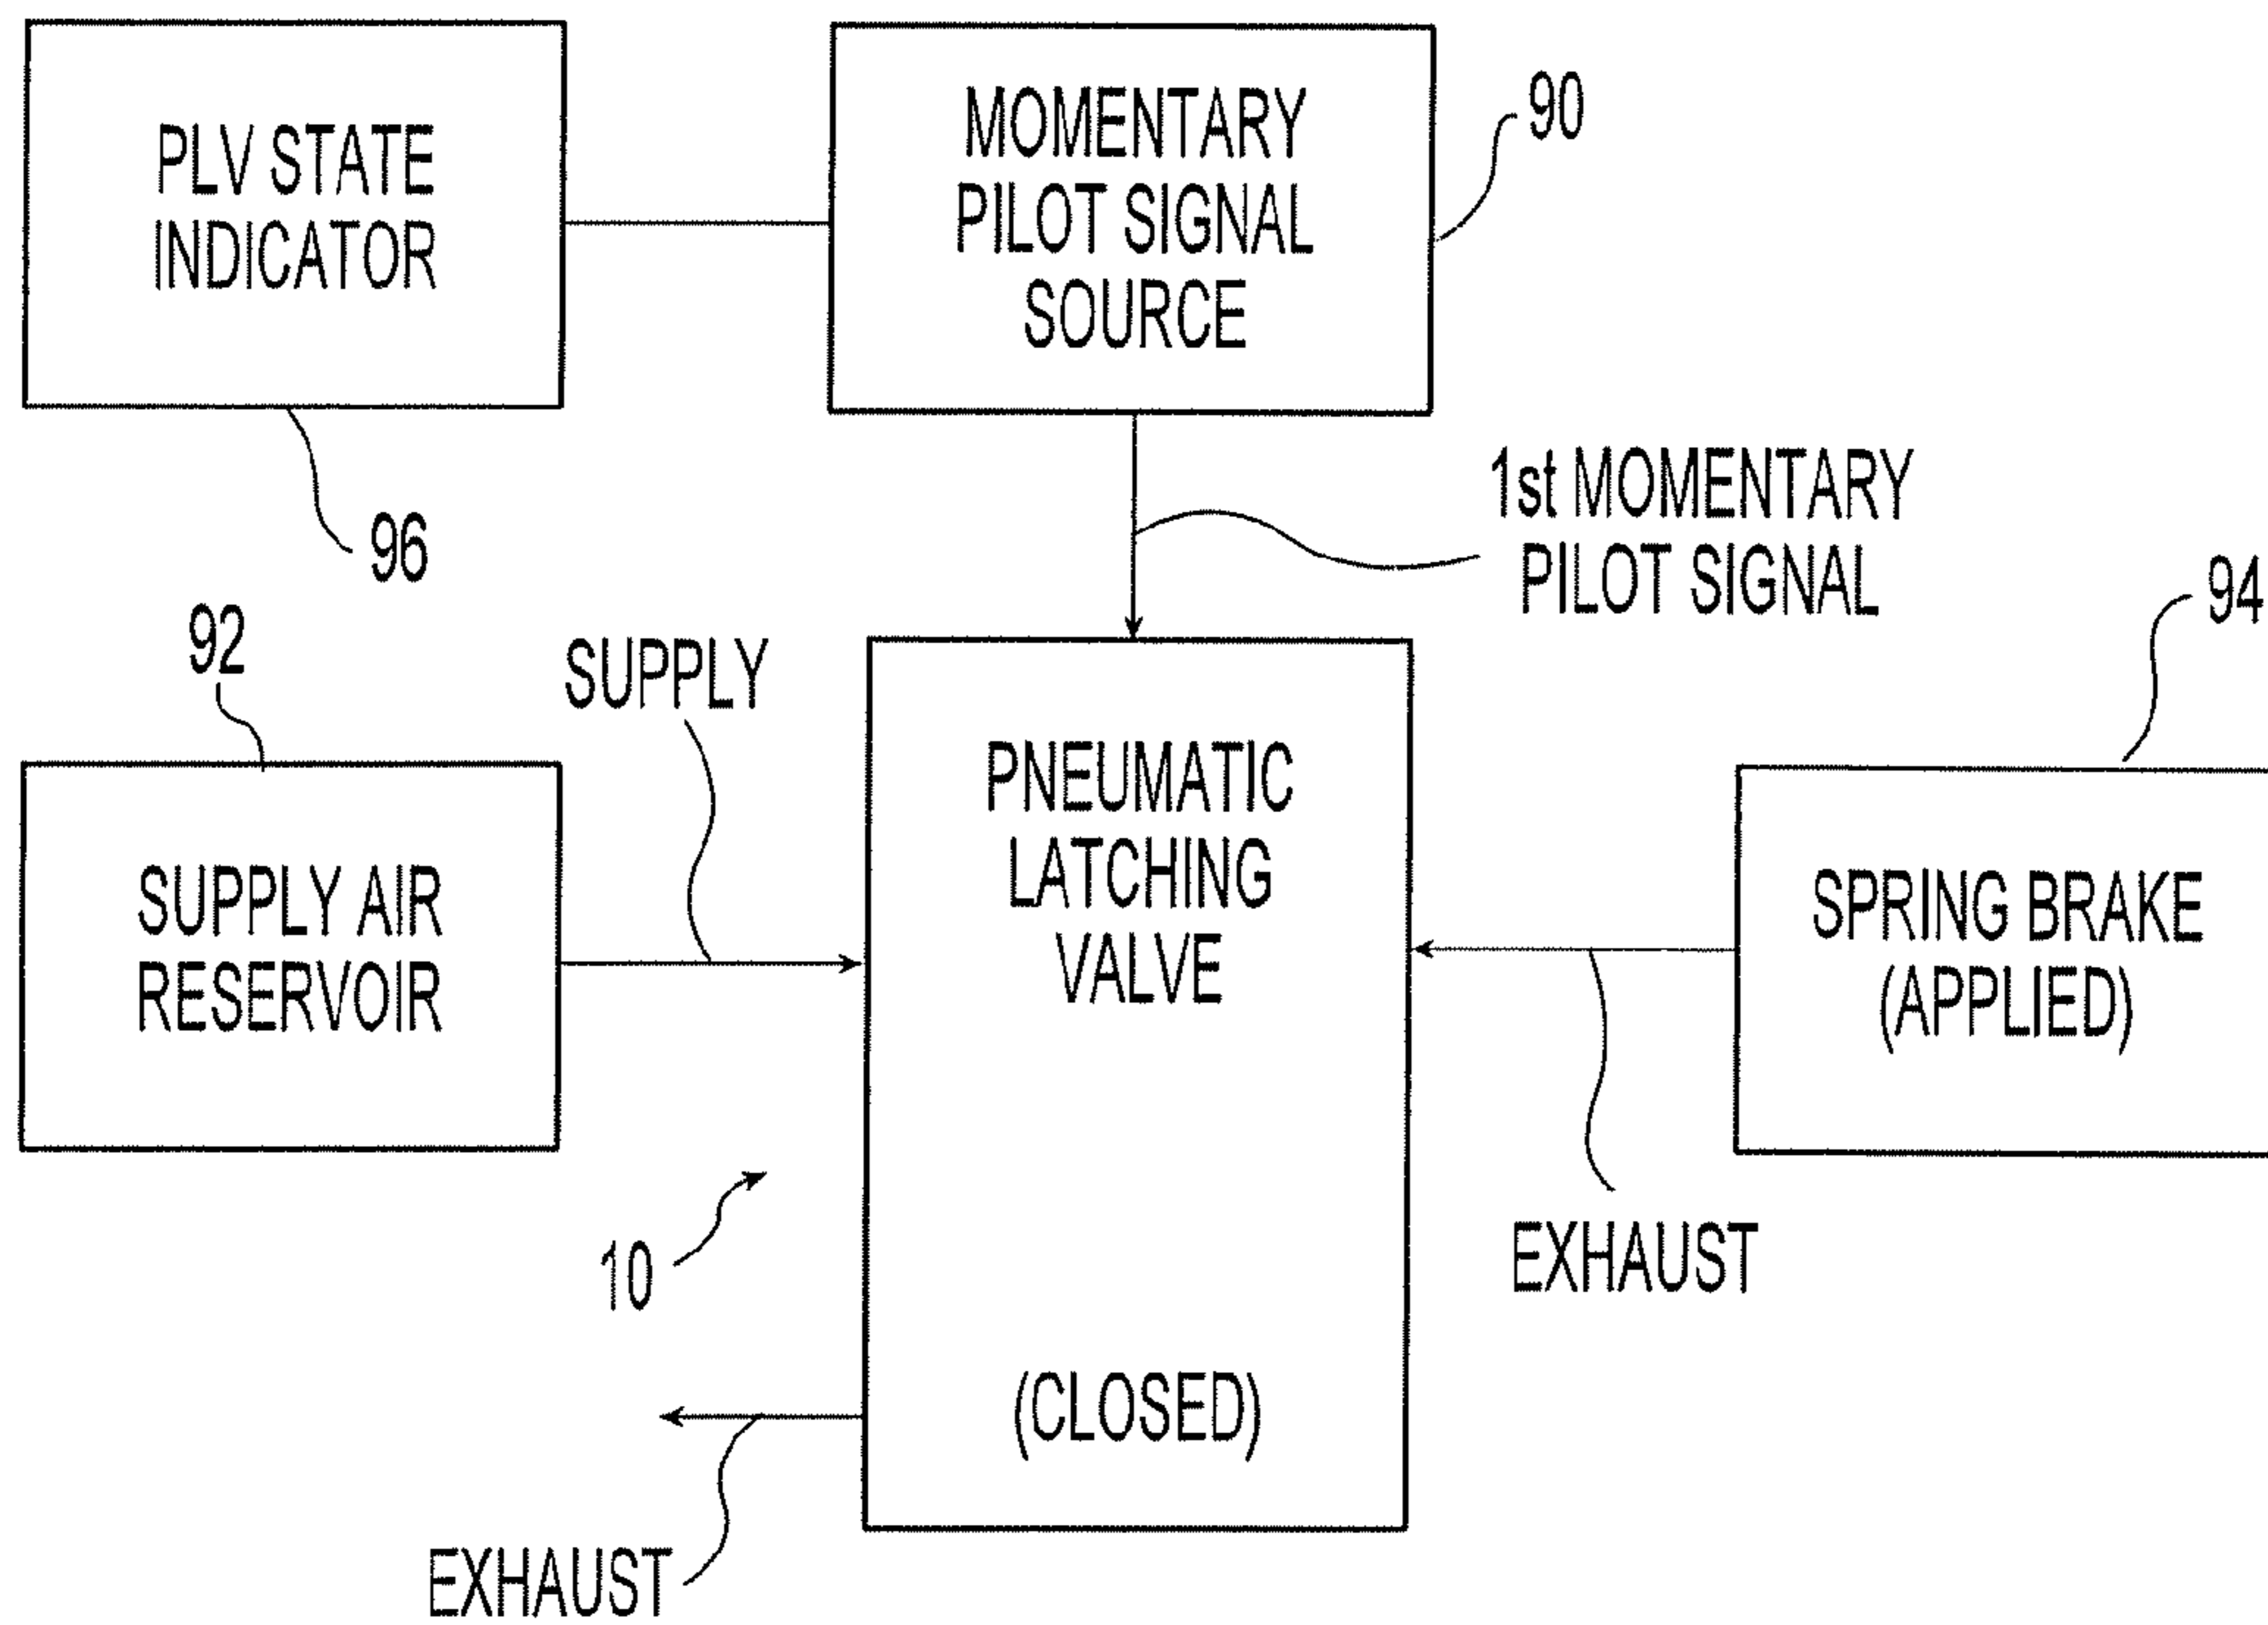 PLV STATE
INDICATOR
96
MOMENTARY
PILOT SIGNAL
SOURCE
90
1st MOMENTARY
PILOT SIGNAL
92
SUPPLY
94
SUPPLY AIR
RESERVOIR
PNEUMATIC
LATCHING
VALVE
(CLOSED)
SPRING BRAKE
(APPLIED)
10
EXHAUST
EXHAUST